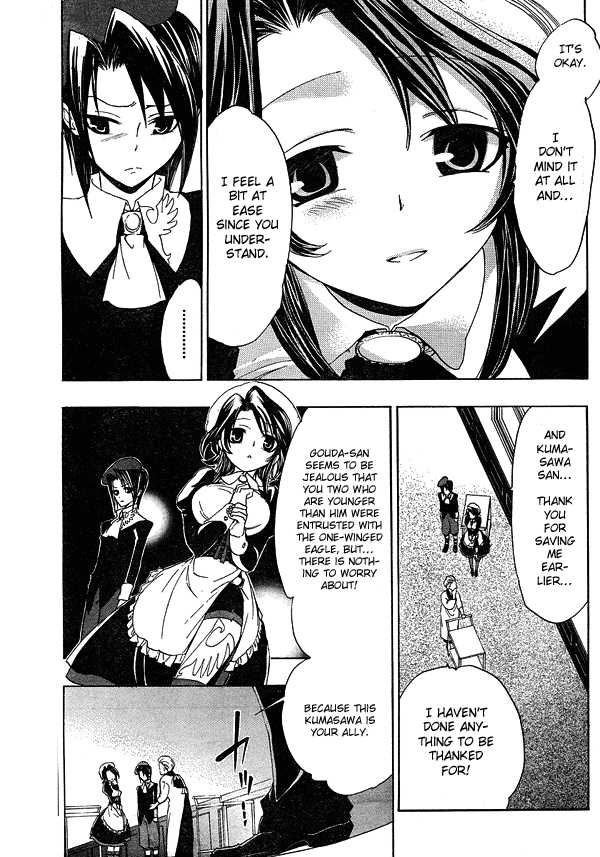 IT'S
OKAY.
I
DON'T
MIND IT
AT ALL
AND...
I FEEL A
BIT AT
EASE
SINCE YOU
UNDER-
STAND.
..........
AND
KUMA-
SAWA
SAN...
THANK
YOU
FOR
SAVING
ME
EAR-
LIER...
I HAVEN'T
DONE ANY-
THING TO BE
THANKED
FOR!
GOUDA-SAN
SEEMS TO BE
JEALOUS THAT
YOU TWO WHO
ARE YOUNGER
THAN HIM WERE
ENTRUSTED WITH
THE ONE-WINGED
EAGLE, BUT...
THERE IS NOTH-
ING TO WORRY
ABOUT!
BECAUSE THIS
KUMASAWA IS
YOUR ALLY.